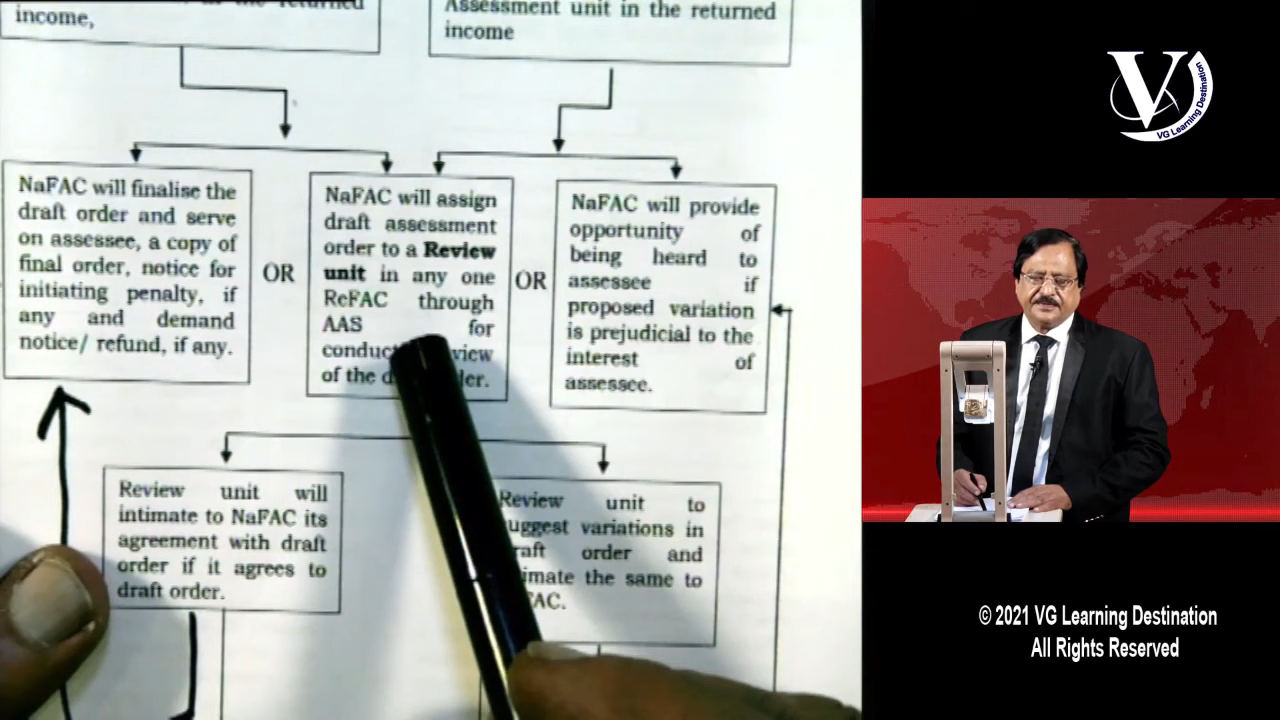 income,
Assessment unit in the returned
income
NaFAC will finalise the
draft order and serve
on assessee, a copy of
final order, notice for
initiating penalty, if
any and demand
notice/ refund, if any.
OR
NaFAC will assign
draft assessment
order to a Review
unit in any one
ReFAC through
AAS for
of the
OR
NaFAC will provide
opportunity of
being heard to
assessee if
proposed variation
is prejudicial to the
interest of
assessee.
Review unit will
intimate to NaFAC its
agreement with draft
order if it agrees to
draft order.
Review unit to
variations in
order and
the same to
V
VG Learning Destination
© 2021 VG Learning Destination
All Rights Reserved